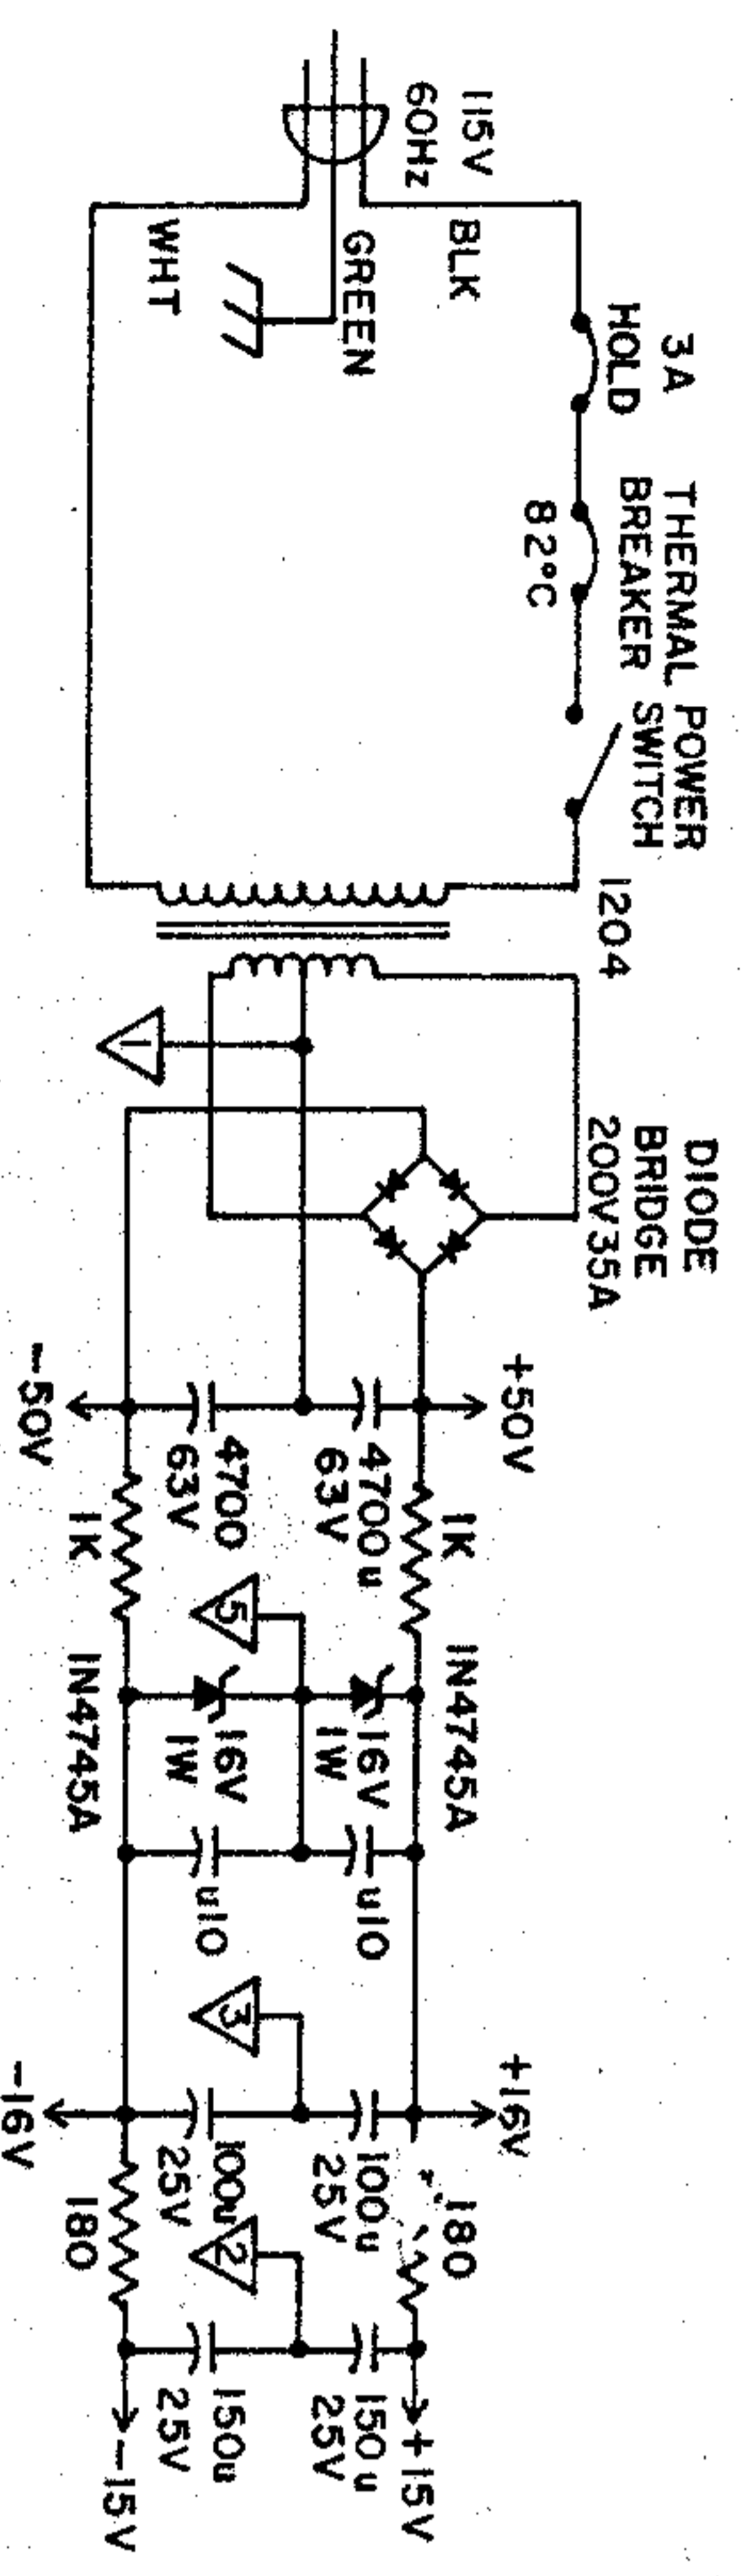 115V
60Hz
BLK
GREEN
WHT
3A
HOLD
THERMAL
BREAKER
82°C
POWER
SWITCH
1204
1
DIODE
BRIDGE
200V35A
+50V
4700u
63V
4700
63V
-50V
1K
1K
5
1N4745A
16V
1W
16V
1W
1N4745A
u10
u10
3
+16V
100u
25V
100u
25V
-16V
180
180
2
150u
25V
150u
25V
+15V
-15V